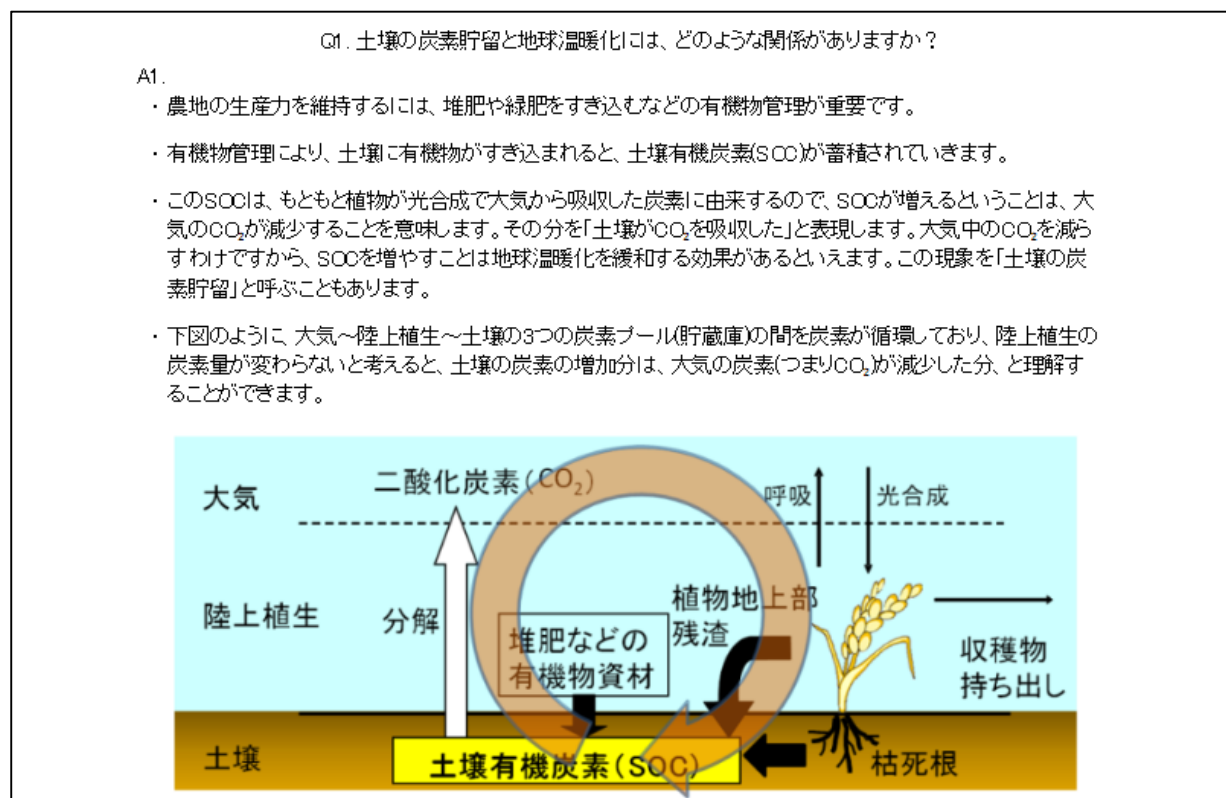 Q1. 土壌の炭素貯留と地球温暖化には、どのような関係がありますか？
A1.
・農地の生産力を維持するには、堆肥や緑肥をすき込むなどの有機物管理が重要です。
・有機物管理により、土壌に有機物がすき込まれると、土壌有機炭素(SOC)が蓄積されていきます。
・このSOCは、もともと植物が光合成で大気から吸収した炭素に由来するので、SOCが増えるということは、大
気のCO₂が減少することを意味します。その分を「土壌がCO₂を吸収した」と表現します。大気中のCO₂を減ら
すわけですから、SOCを増やすことは地球温暖化を緩和する効果があるといえます。この現象を「土壌の炭
素貯留」と呼ぶこともあります。
・下図のように、大気～陸上植生～土壌の3つの炭素プール(貯蔵庫)の間を炭素が循環しており、陸上植生の
炭素量が変わらないと考えると、土壌の炭素の増加分は、大気の炭素(つまりCO₂)が減少した分、と理解す
ることができます。
大気
二酸化炭素(CO₂)
呼吸
光合成
陸上植生
分解
堆肥などの
有機物資材
植物地上部
残渣
収穫物
持ち出し
土壌
土壌有機炭素(SOC)
枯死根